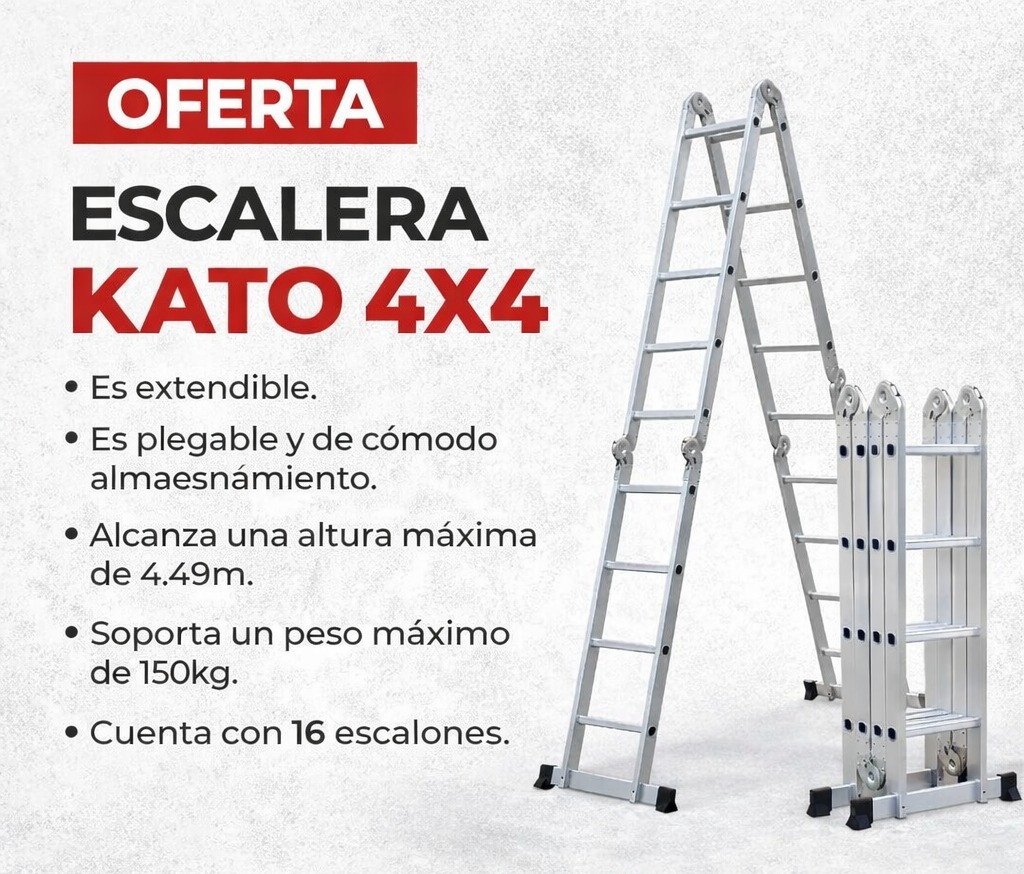 OFERTA
ESCALERA
KATO 4X4
• Es extendible.
• Es plegable y de cómodo
almaesnámiento.
• Alcanza una altura máxima
de 4.49m.
• Soporta un peso máximo
de 150kg.
• Cuenta con 16 escalones.